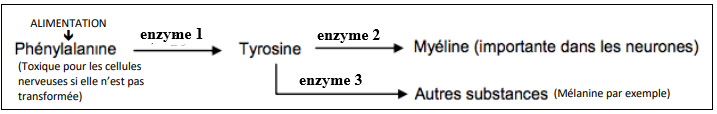 ALIMENTATION
Phénylalanine enzyme 1 Tyrosine enzyme 2 Myéline (importante dans les neurones)
(Toxique pour les cellules
nerveuses si elle n'est pas
transformée)
enzyme 3
Autres substances (Mélanine par exemple)